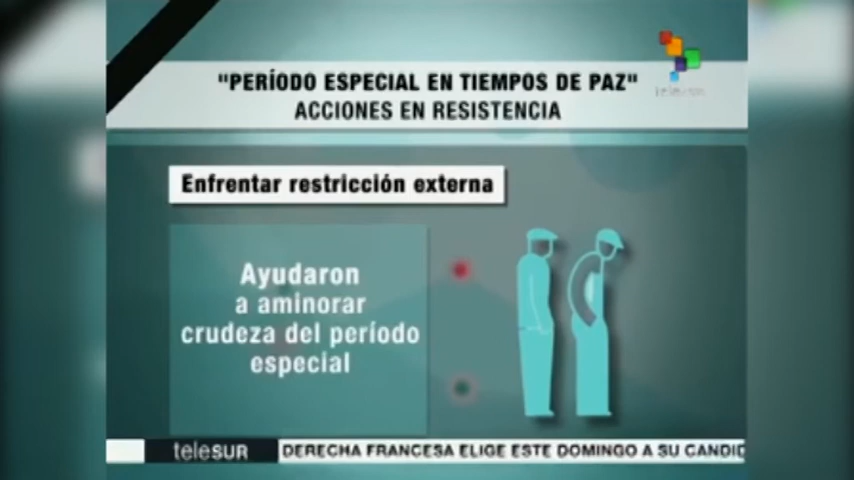 "PERÍODO ESPECIAL EN TIEMPOS DE PAZ"
ACCIONES EN RESISTENCIA
teleSUR
Enfrentar restricción externa
Ayudaron
a aminorar
crudeza del período
especial
teleSUR
DERECHA FRANCESA ELIGE ESTE DOMINGO A SU CANDID